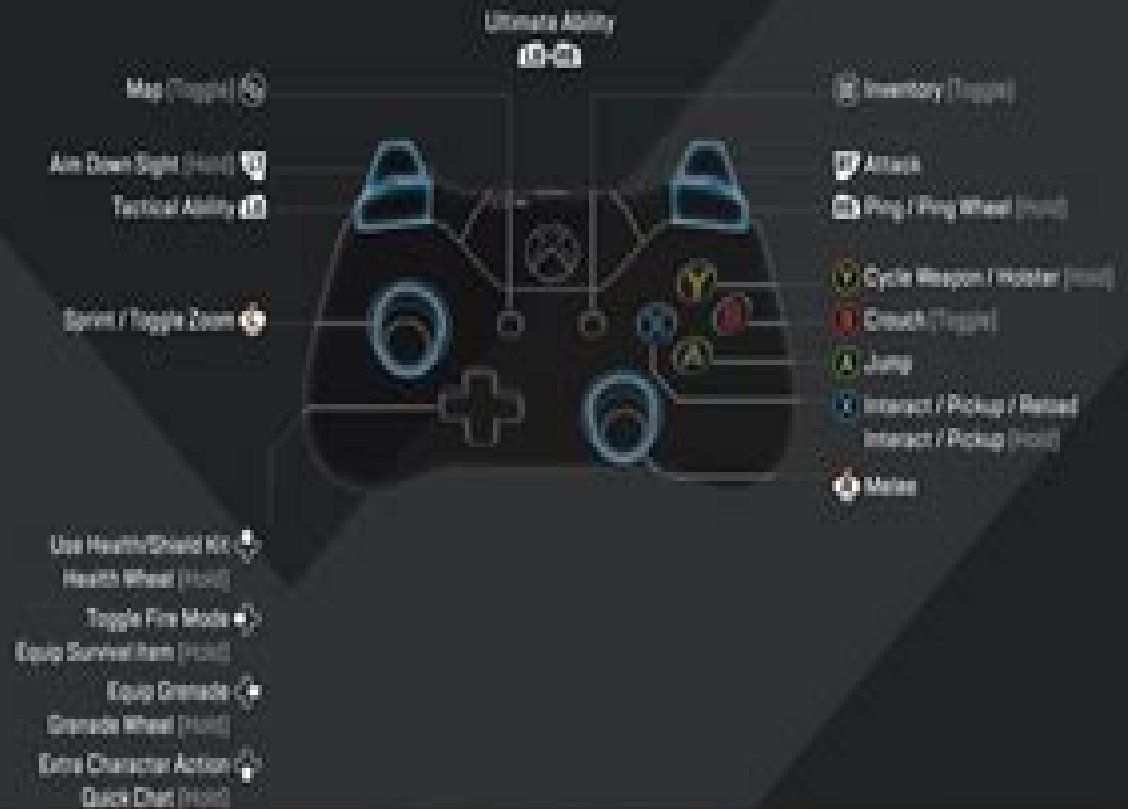 Ultimate Ability
Map [Toggle]
Inventory [Toggle]
Aim Down Sight [Hold]
Attack
Tactical Ability
Ping / Ping Wheel [Hold]
Y
Cycle Weapon / Holster [Hold]
Sprint / Toggle Zoom
Crouch [Toggle]
A
Jump
Interact / Pickup / Reload
Interact / Pickup [Hold]
Melee
Use Health/Shield Kit
Health Wheel [Hold]
Toggle Fire Mode
Equip Survival Item [Hold]
Equip Grenade
Grenade Wheel [Hold]
Extra Character Action
Quick Chat [Hold]